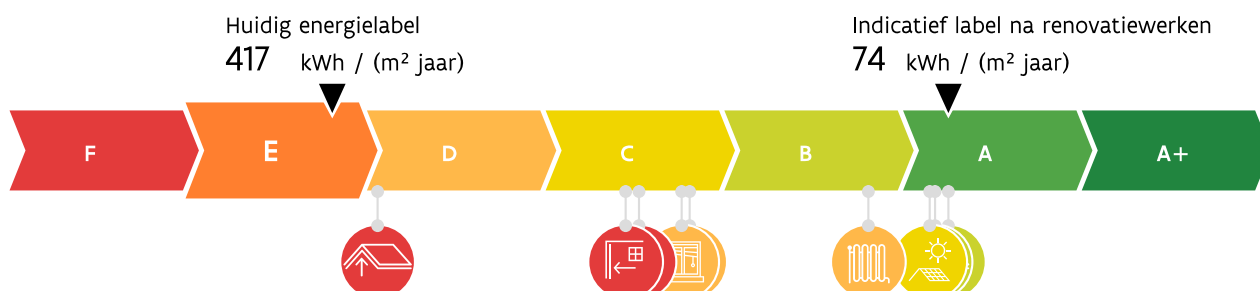 Huidig energielabel
417 kWh / (m² jaar)
Indicatief label na renovatiewerken
74 kWh / (m² jaar)
F E D C B A A+